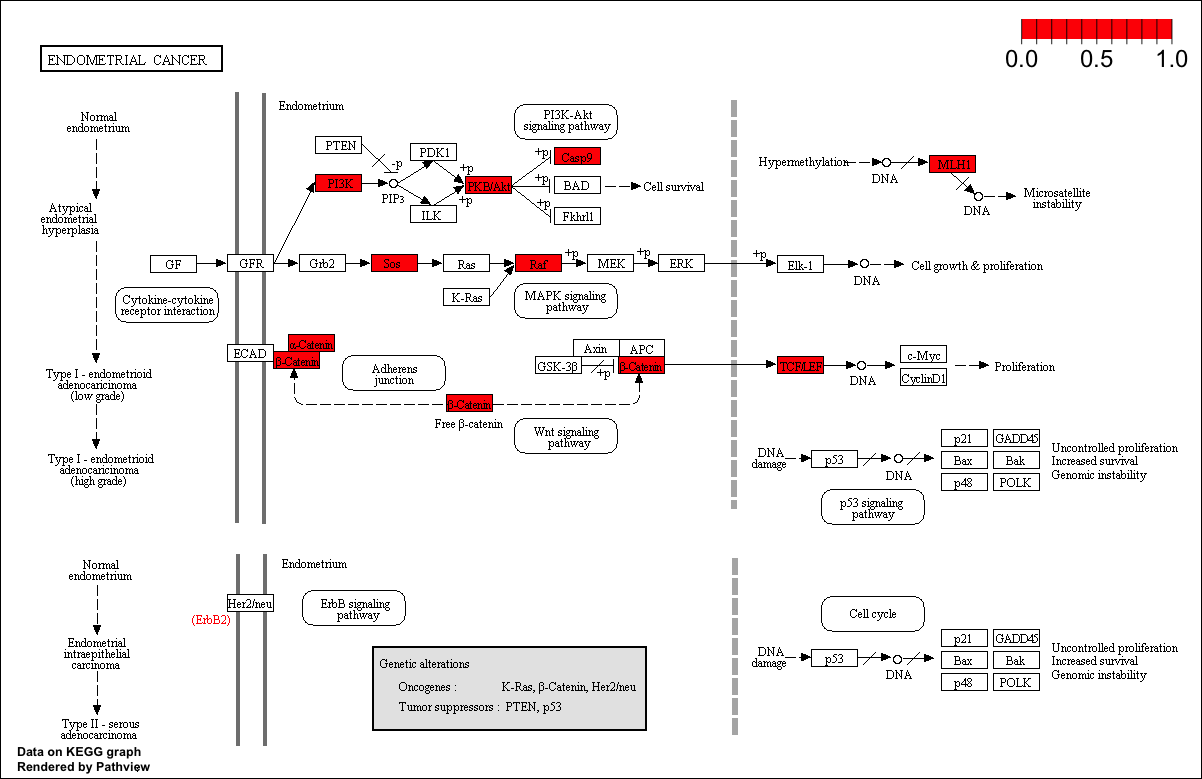 0.0 0.5 1.0
ENDOMETRIAL CANCER
Normal
endometrium
Atypical
endometrial
hyperplasia
Type I - endometrioid
adenocaricinoma
(low grade)
Type I - endometrioid
adenocaricinoma
(high grade)
Endometrium
PI3K-Akt
signaling pathway
PTEN
PDK1
-p
+p
+p
PI3K
PIP3
ILK
PKB/Akt
+p
Casp9
+p
BAD
Cell survival
+p
Fkhrl1
Hypermethylation
DNA
MLH1
DNA
Microsatellite
instability
GF
GFR
Grb2
Sos
Ras
Raf
+p
MEK
+p
ERK
+p
Elk-1
DNA
Cell growth & proliferation
K-Ras
MAPK signaling
pathway
Cytokine-cytokine
receptor interaction
ECAD
α-Catenin
β-Catenin
Adherens
junction
Axin
APC
GSK-3β
+p
β-Catenin
TCF/LEF
DNA
c-Myc
CyclinD1
Proliferation
β-Catenin
Free β-catenin
Wnt signaling
pathway
DNA
damage
p53
DNA
p21
GADD45
Bax
Bak
p48
POLK
Uncontrolled proliferation
Increased survival
Genomic instability
p53 signaling
pathway
Normal
endometrium
Endometrial
intraepithelial
carcinoma
Type II - serous
adenocarcinoma
Endometrium
Her2/neu
(ErbB2)
ErbB signaling
pathway
Cell cycle
DNA
damage
p53
DNA
p21
GADD45
Bax
Bak
p48
POLK
Uncontrolled proliferation
Increased survival
Genomic instability
Genetic alterations
Oncogenes : K-Ras, β-Catenin, Her2/neu
Tumor suppressors : PTEN, p53
Data on KEGG graph
Rendered by Pathview